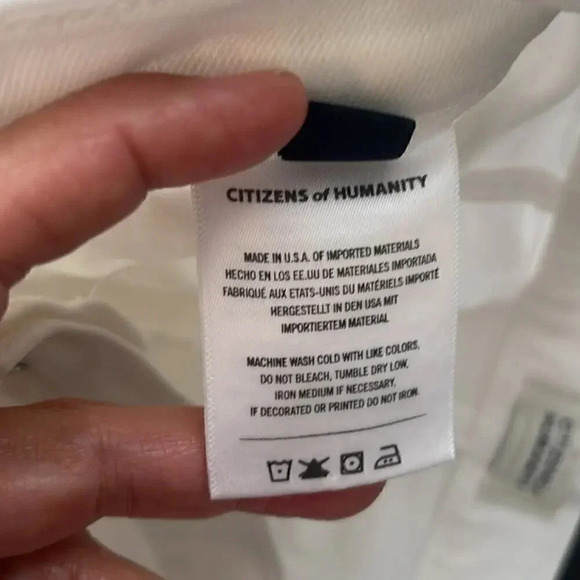 CITIZENS of HUMANITY
MADE IN U.S.A. OF IMPORTED MATERIALS
HECHO EN LOS EE.UU DE MATERIALES IMPORTADA
FABRIQUÉ AUX ETATS-UNIS DU MATÉRIELS IMPORTÉ
HERGESTELLT IN DEN USA MIT
IMPORTIERTEM MATERIAL
MACHINE WASH COLD WITH LIKE COLORS,
DO NOT BLEACH, TUMBLE DRY LOW,
IRON MEDIUM IF NECESSARY,
IF DECORATED OR PRINTED DO NOT IRON.